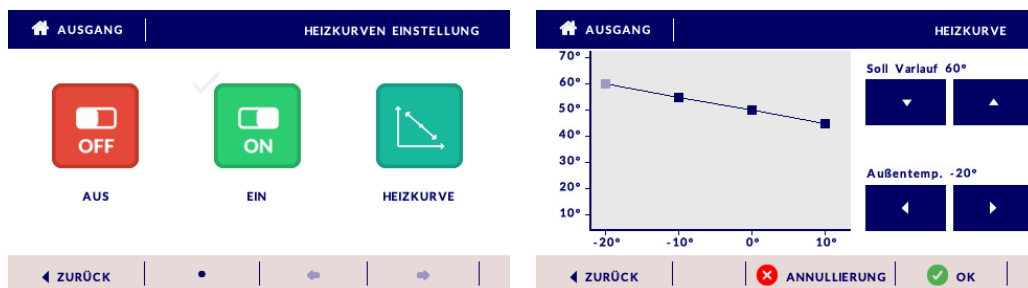 AUSGANG
HEIZKURVEN EINSTELLUNG
OFF
ON
AUS
EIN
HEIZKURVE
ZURÜCK
AUSGANG
HEIZKURVE
70°
60°
50°
40°
30°
20°
10°
-20°
-10°
0°
10°
Soll Varlauf 60°
Außentemp. -20°
ZURÜCK
ANNULLIERUNG
OK